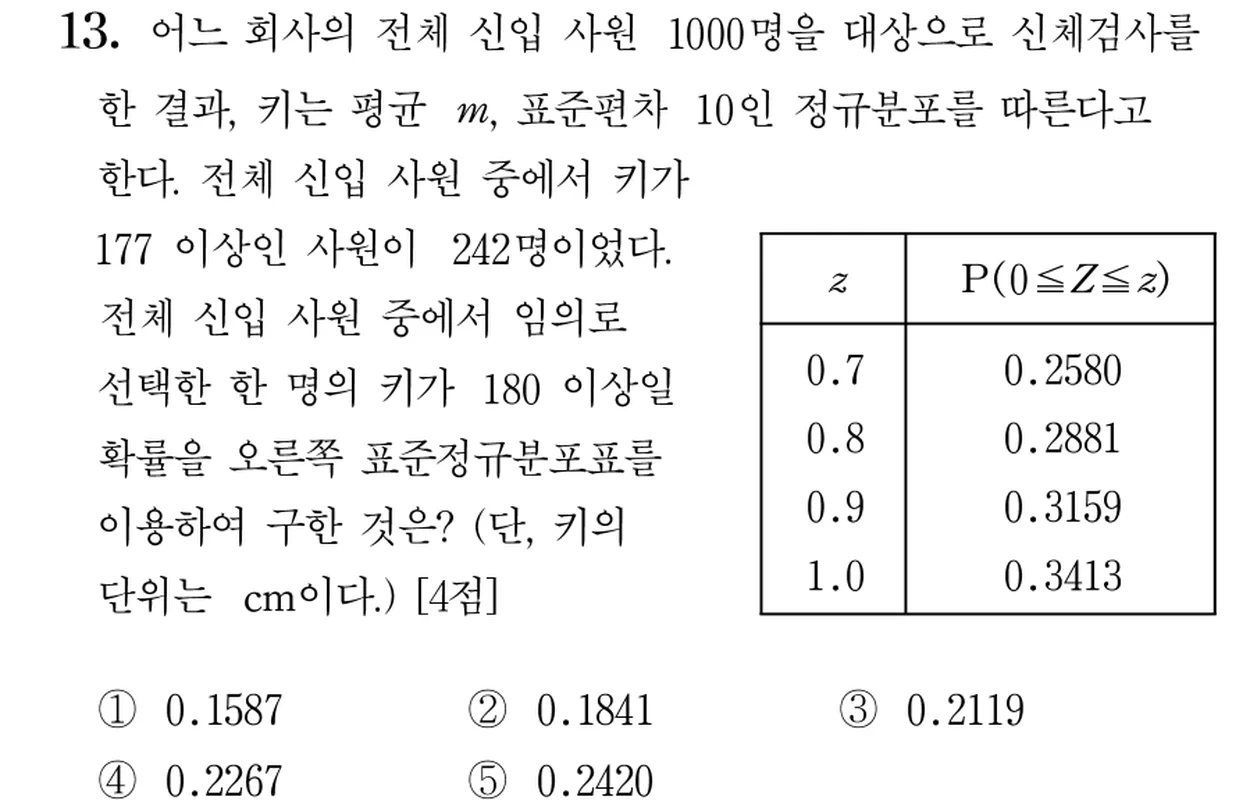 13. 어느 회사의 전체 신입 사원 1000명을 대상으로 신체검사를
한 결과, 키는 평균 m, 표준편차 10인 정규분포를 따른다고
한다. 전체 신입 사원 중에서 키가
177 이상인 사원이 242명이었다.
전체 신입 사원 중에서 임의로
선택한 한 명의 키가 180 이상일
확률을 오른쪽 표준정규분포표를
이용하여 구한 것은? (단, 키의
단위는 cm이다.) [4점]
z P(0≦Z≦z)
0.7 0.2580
0.8 0.2881
0.9 0.3159
1.0 0.3413
① 0.1587 ② 0.1841 ③ 0.2119
④ 0.2267 ⑤ 0.2420